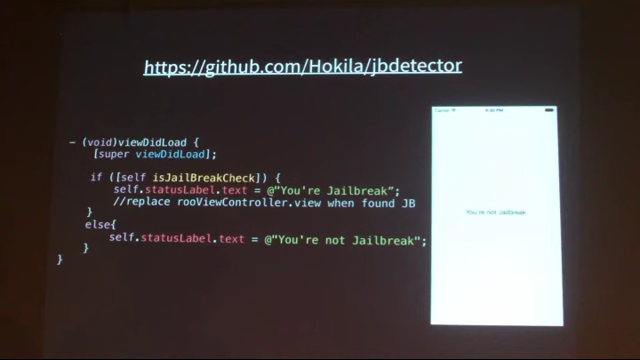 https://github.com/Hokila/jbdetector
- (void)viewDidLoad {
[super viewDidLoad];
if ([self isJailBreakCheck]) {
self.statusLabel.text = @"You're Jailbreak";
//replace rooViewController.view when found JB
}
else{
self.statusLabel.text = @"You're not Jailbreak";
}
}
You're not Jailbreak